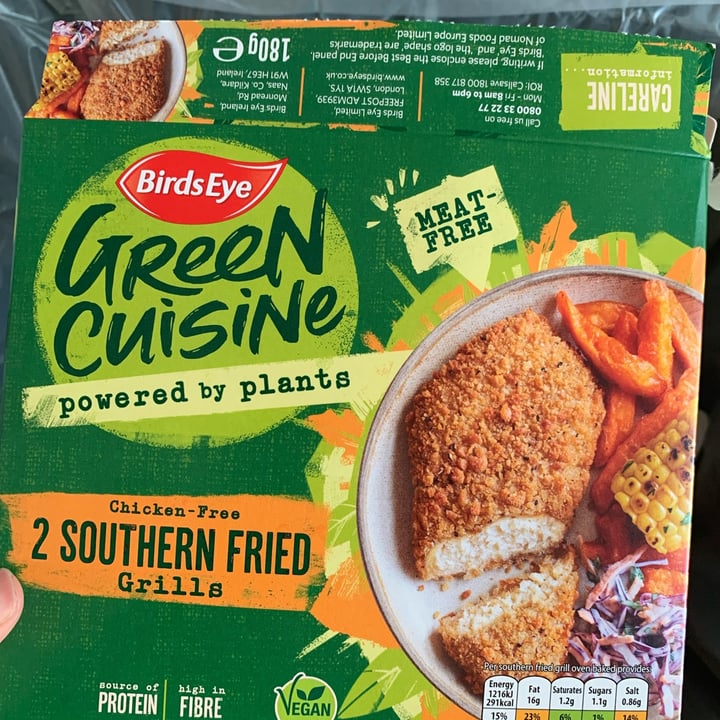 180g e
Birds Eye Ireland,
Monread Rd,
Naas, Co. Kildare,
W91 HE67, Ireland
Birds Eye Limited,
FREEPOST ADM3939,
London, SW1A 1YS.
www.birdseye.co.uk
If writing please enclose the Best Before End panel.
'Birds Eye' and 'the logo' shape, are trademarks
of Nomad Foods Europe Limited.
Call us free on
0800 33 22 77
Mon - Fri 8am to 6pm
ROI: Callsave 1800 817 358
CARELINE
information....
Birds Eye
GREEN
CUISINE
powered by plants
MEAT-
FREE
Chicken-Free
2 SOUTHERN FRIED
Grills
source of
PROTEIN
high in
FIBRE
VEGAN
Per southern fried grill oven baked provides
Energy
1216kJ
291kcal
15%
Fat
16g
23%
Saturates
1.2g
6%
Sugars
1.1g
1%
Salt
0.86g
14%